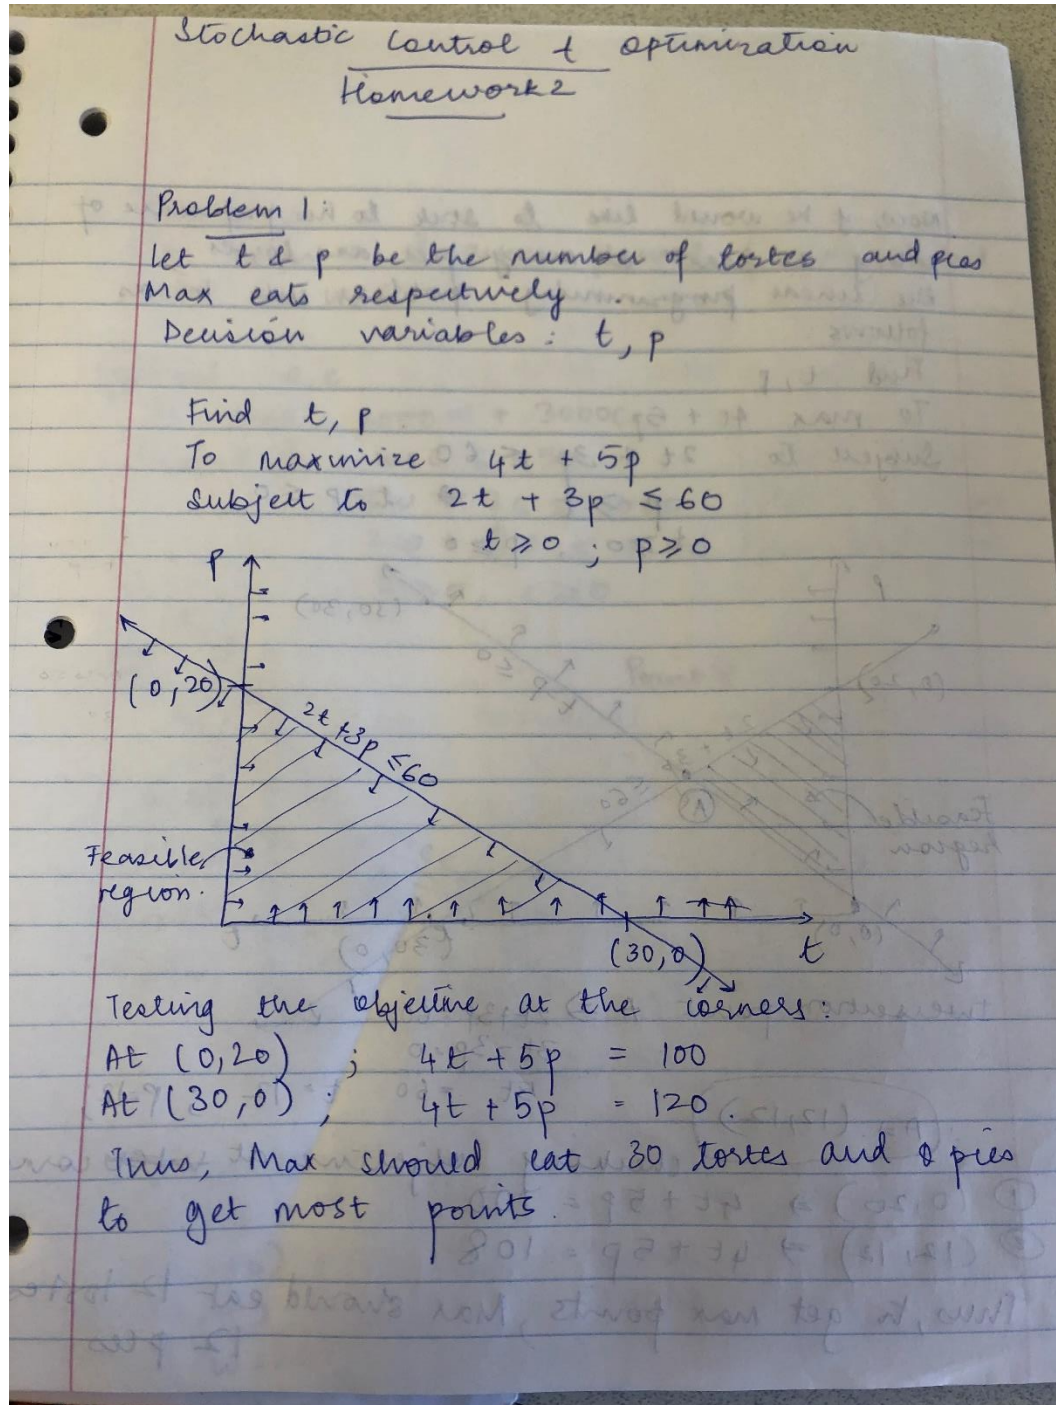 Stochastic Control & Optimization
Homework 2
Problem 1:
Let t & p be the number of tortes and pies
Max eats respectively.
Decision variables: t, p
Find t, p
To maximize 4t + 5p
Subject to 2t + 3p ≤ 60
t ≥ 0 ; p ≥ 0
p
(0, 20)
2t + 3p ≤ 60
Feasible
region.
(30, 0)
t
Testing the objective at the corners:
At (0, 20) ; 4t + 5p = 100
At (30, 0) ; 4t + 5p = 120.
Thus, Max should eat 30 tortes and 0 pies
to get most points.